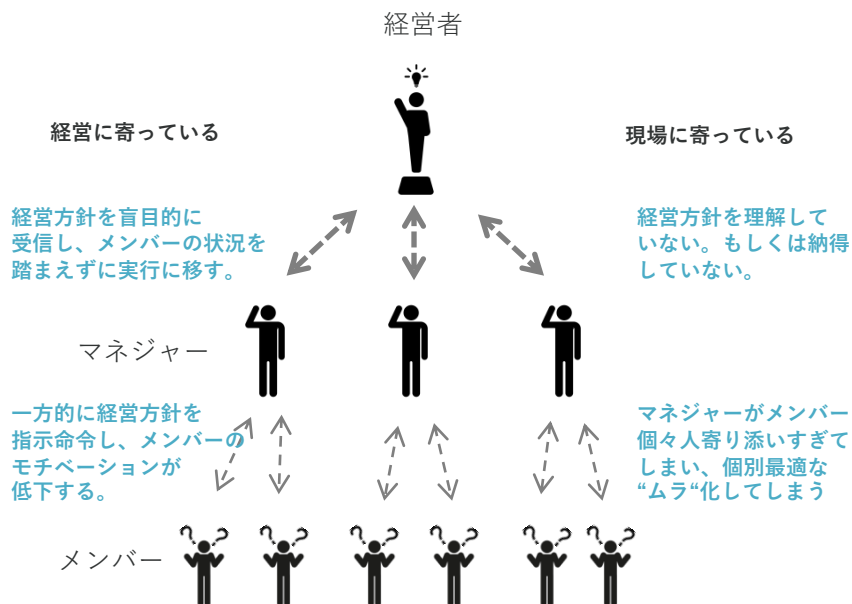 経営者
経営に寄っている
現場に寄っている
経営方針を盲目的に
受信し、メンバーの状況を
踏まえずに実行に移す。
経営方針を理解して
いない。もしくは納得
していない。
マネジャー
一方的に経営方針を
指示命令し、メンバーの
モチベーションが
低下する。
マネジャーがメンバー
個々人寄り添いすぎて
しまい、個別最適な
“ムラ“化してしまう
メンバー